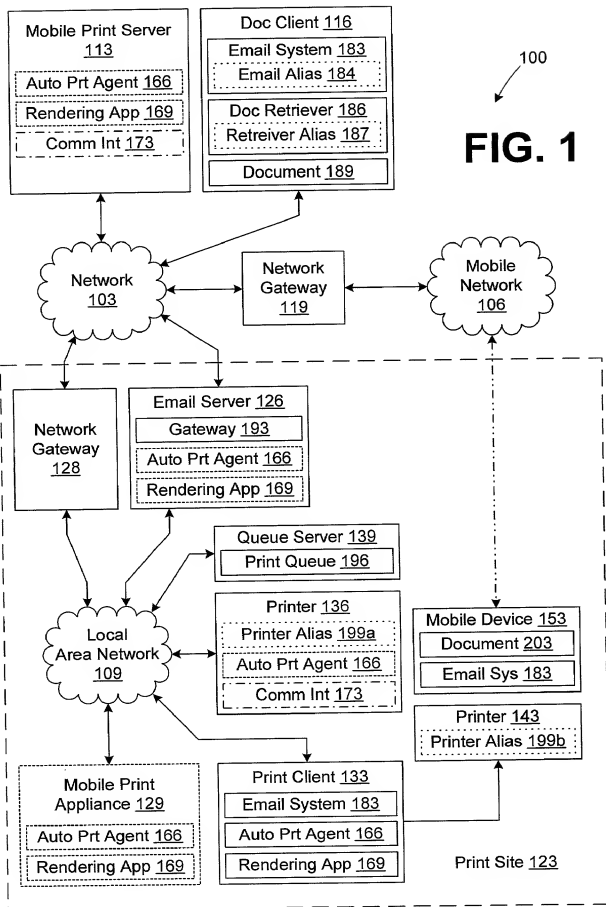 Mobile Print Server
113
Auto Prt Agent 166
Rendering App 169
Comm Int 173
Doc Client 116
Email System 183
Email Alias 184
Doc Retriever 186
Retreiver Alias 187
Document 189
100
FIG. 1
Network
103
Network
Gateway
119
Mobile
Network
106
Network
Gateway
128
Email Server 126
Gateway 193
Auto Prt Agent 166
Rendering App 169
Queue Server 139
Print Queue 196
Local
Area Network
109
Printer 136
Printer Alias 199a
Auto Prt Agent 166
Comm Int 173
Mobile Device 153
Document 203
Email Sys 183
Printer 143
Printer Alias 199b
Mobile Print
Appliance 129
Auto Prt Agent 166
Rendering App 169
Print Client 133
Email System 183
Auto Prt Agent 166
Rendering App 169
Print Site 123